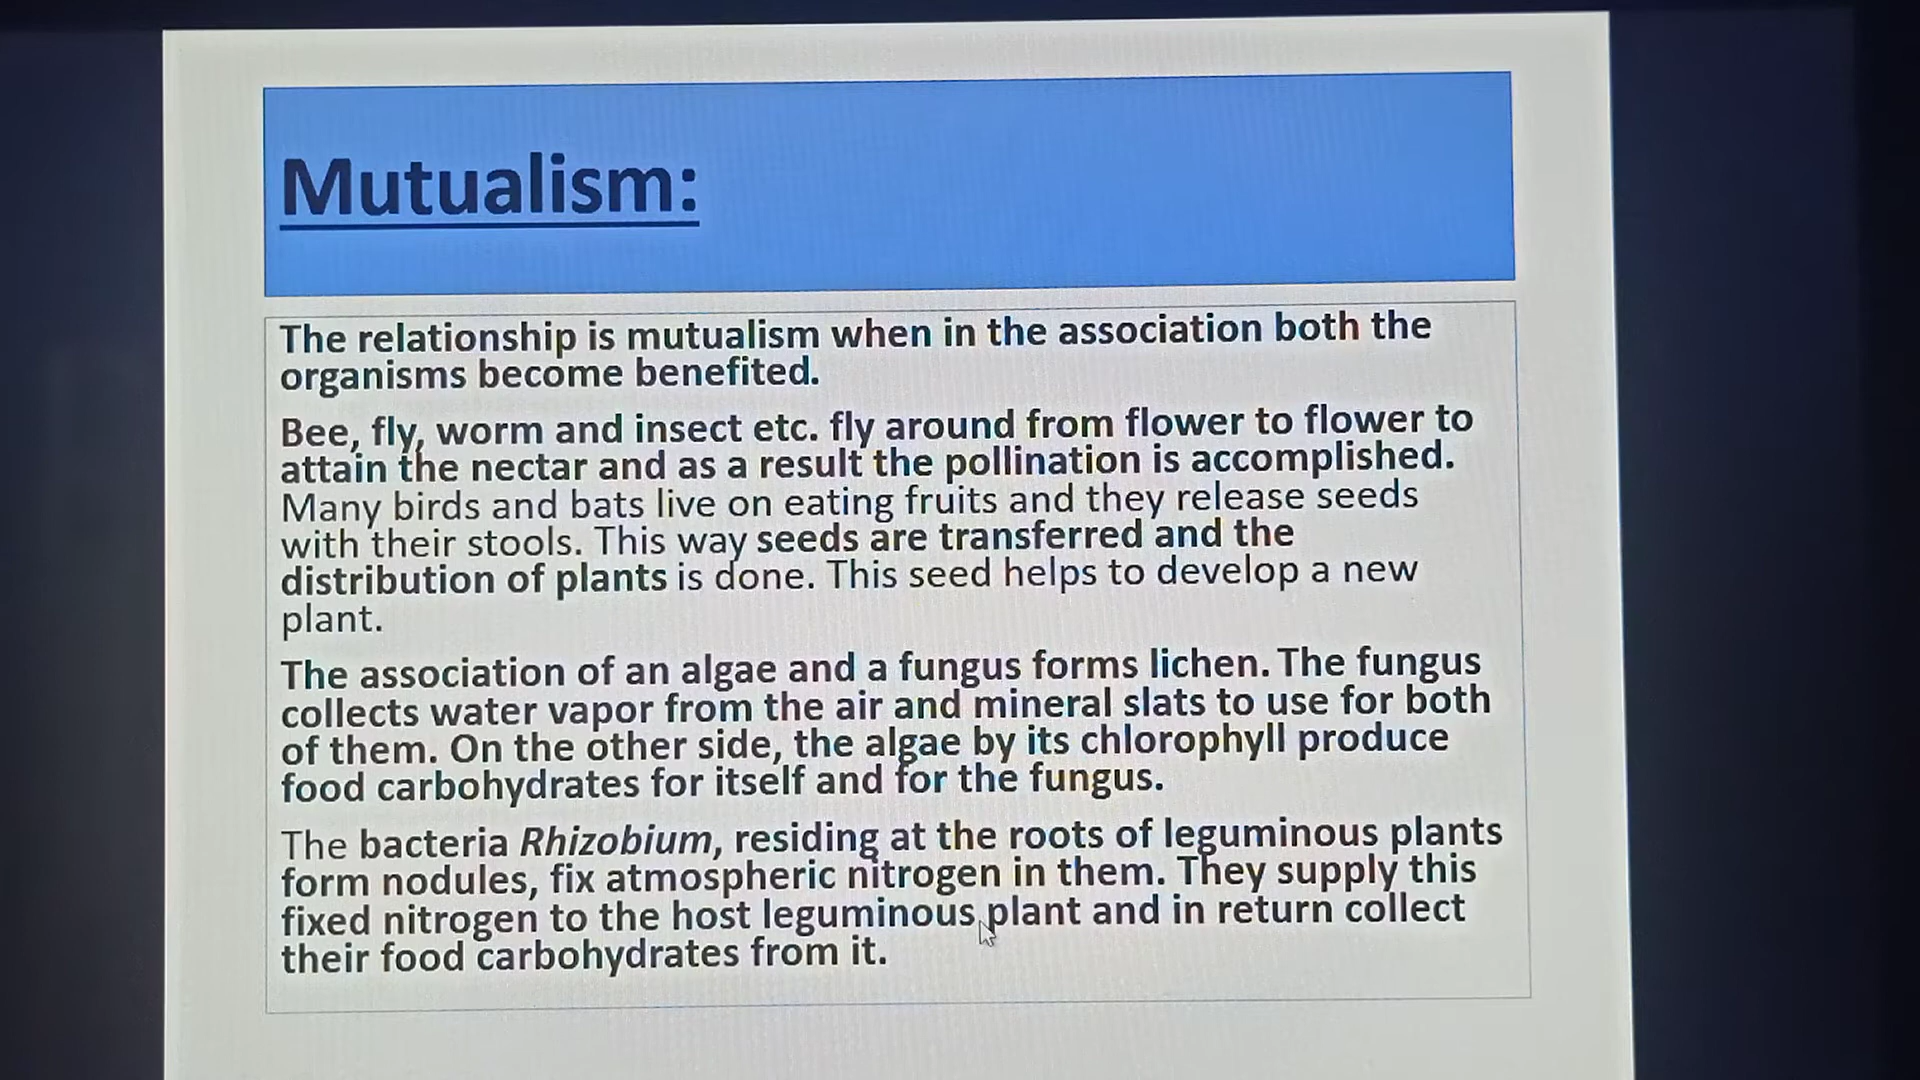 Mutualism:
The relationship is mutualism when in the association both the
organisms become benefited.
Bee, fly, worm and insect etc. fly around from flower to flower to
attain the nectar and as a result the pollination is accomplished.
Many birds and bats live on eating fruits and they release seeds
with their stools. This way seeds are transferred and the
distribution of plants is done. This seed helps to develop a new
plant.
The association of an algae and a fungus forms lichen. The fungus
collects water vapor from the air and mineral slats to use for both
of them. On the other side, the algae by its chlorophyll produce
food carbohydrates for itself and for the fungus.
The bacteria Rhizobium, residing at the roots of leguminous plants
form nodules, fix atmospheric nitrogen in them. They supply this
fixed nitrogen to the host leguminous plant and in return collect
their food carbohydrates from it.